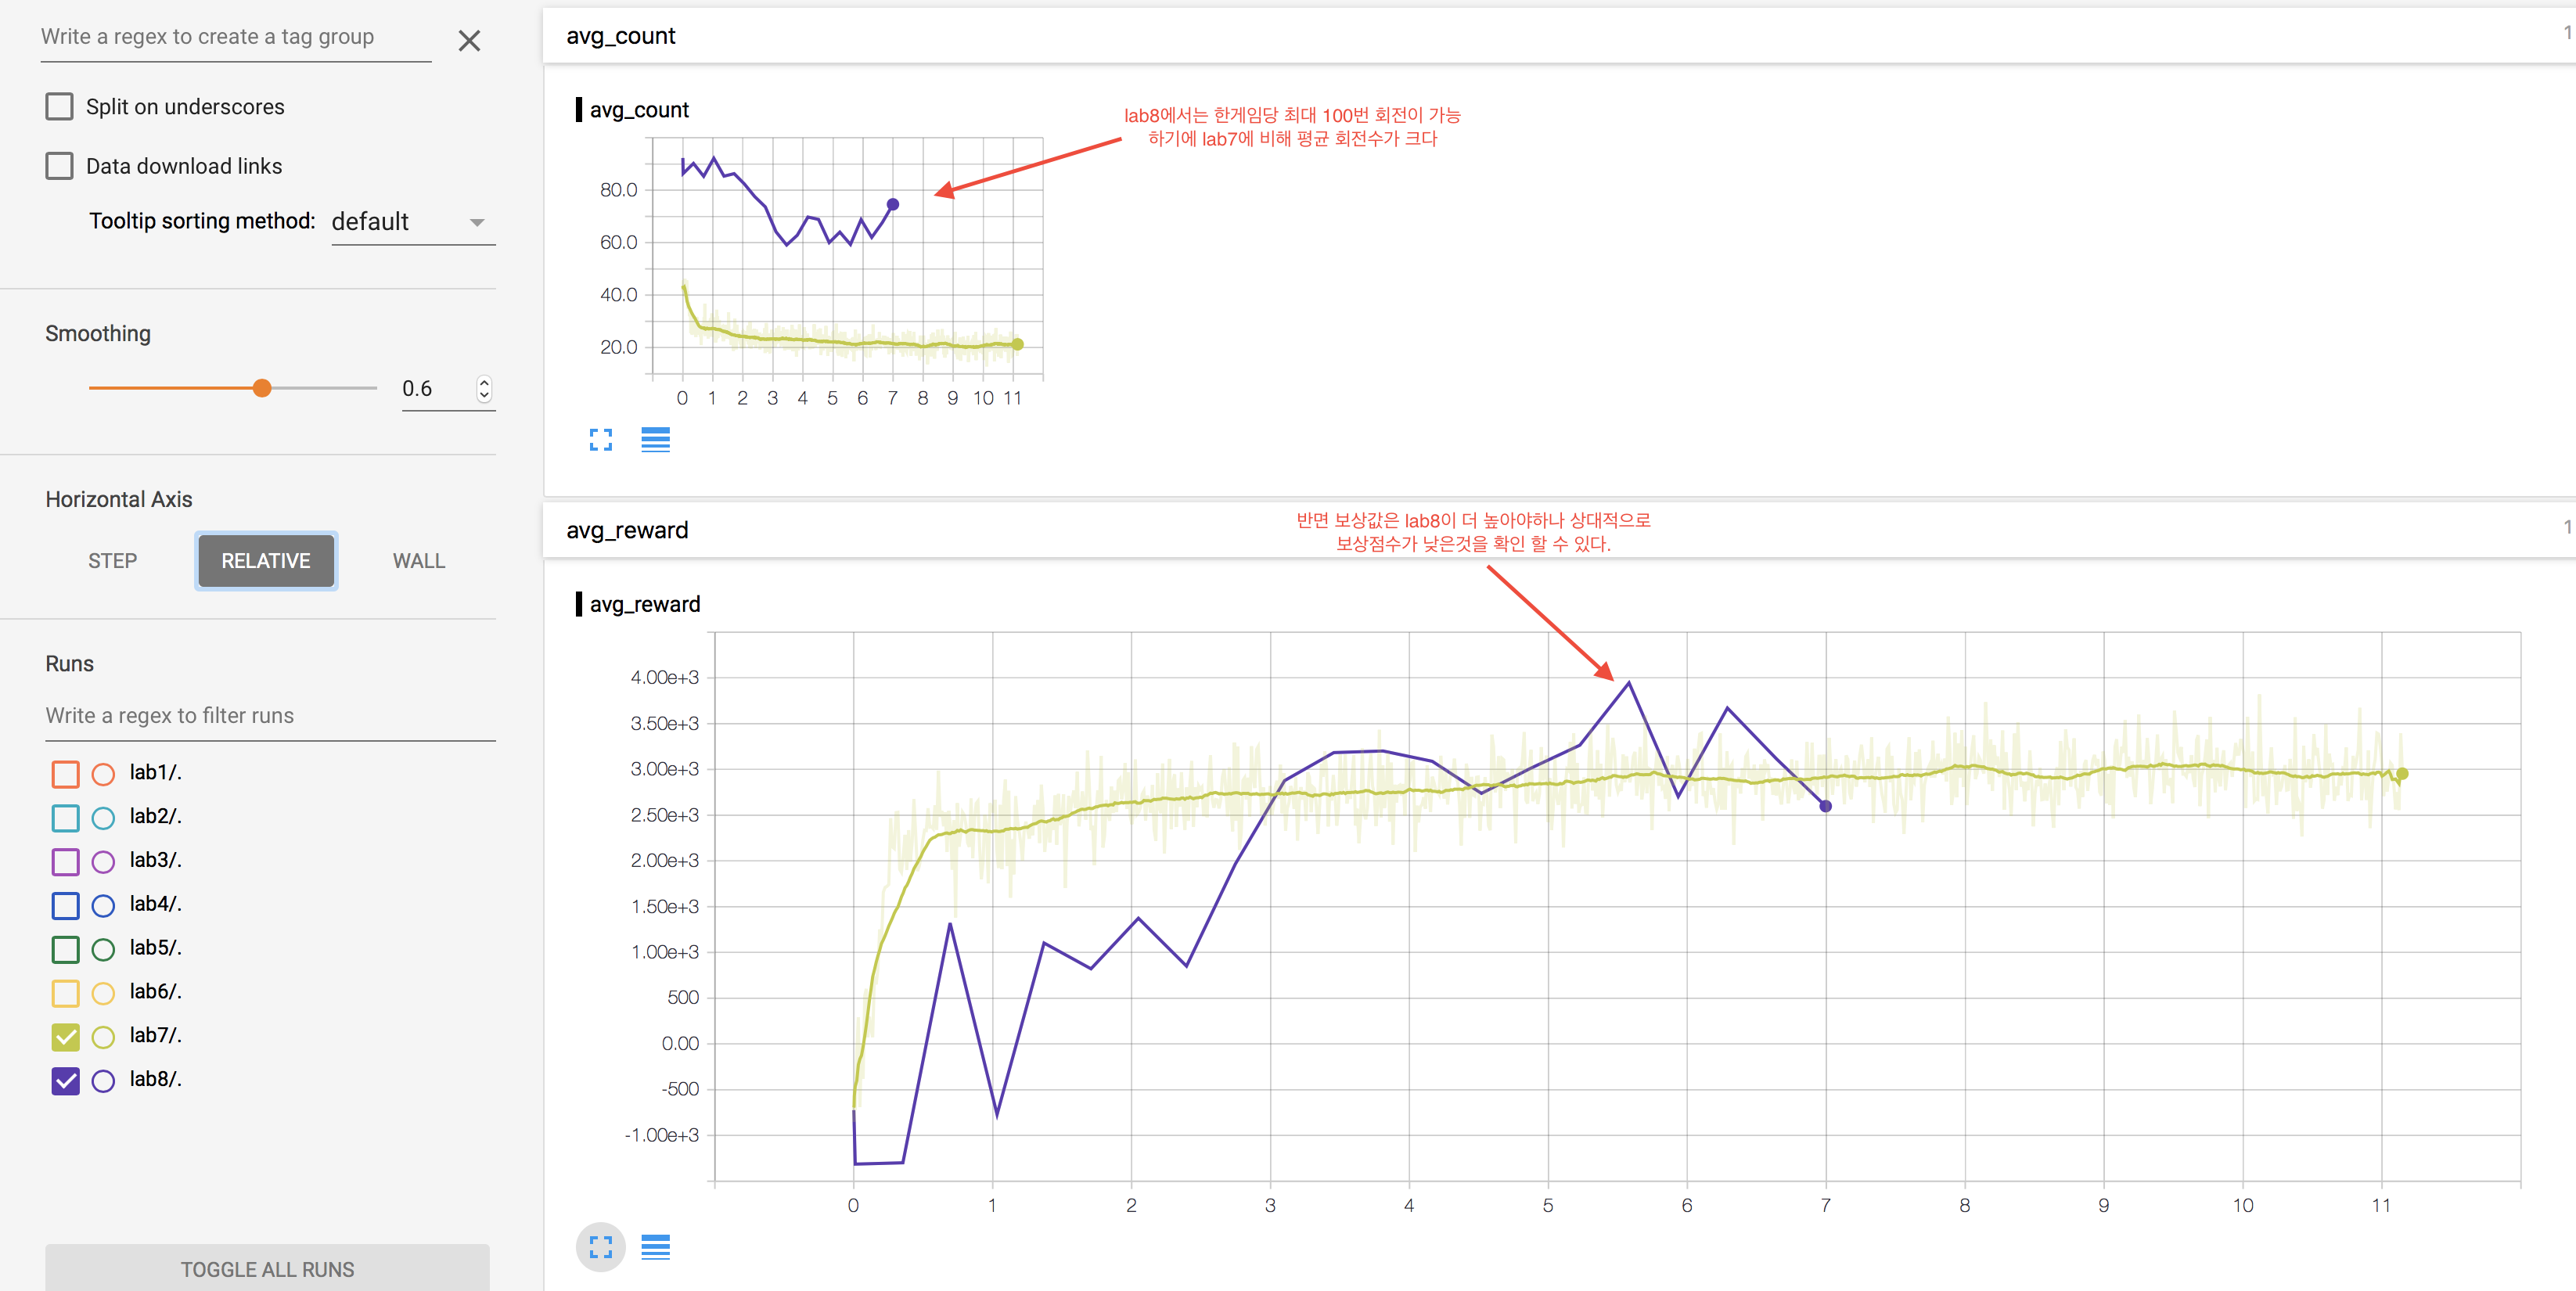 Write a regex to create a tag group
Split on underscores
Data download links
Tooltip sorting method: default
Smoothing
0.6
Horizontal Axis
STEP RELATIVE WALL
Runs
Write a regex to filter runs
lab1/.
lab2/.
lab3/.
lab4/.
lab5/.
lab6/.
lab7/.
lab8/.
TOGGLE ALL RUNS
avg_count 1
avg_count
lab8에서는 한게임당 최대 100번 회전이 가능
하기에 lab7에 비해 평균 회전수가 크다
80.0
60.0
40.0
20.0
0 1 2 3 4 5 6 7 8 9 10 11
avg_reward 1
반면 보상값은 lab8이 더 높아야하나 상대적으로
보상점수가 낮은것을 확인 할 수 있다.
avg_reward
4.00e+3
3.50e+3
3.00e+3
2.50e+3
2.00e+3
1.50e+3
1.00e+3
500
0.00
-500
-1.00e+3
0 1 2 3 4 5 6 7 8 9 10 11